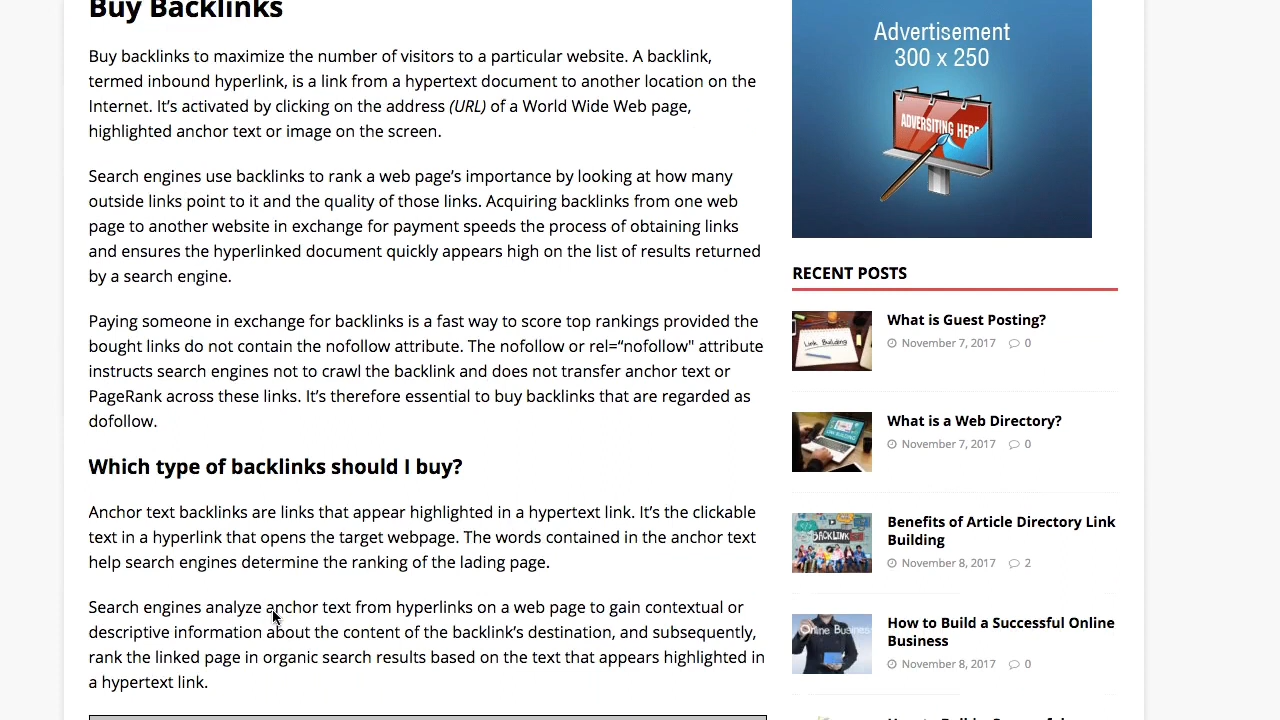 Buy Backlinks
Buy backlinks to maximize the number of visitors to a particular website. A backlink,
termed inbound hyperlink, is a link from a hypertext document to another location on the
Internet. It’s activated by clicking on the address (URL) of a World Wide Web page,
highlighted anchor text or image on the screen.
Search engines use backlinks to rank a web page’s importance by looking at how many
outside links point to it and the quality of those links. Acquiring backlinks from one web
page to another website in exchange for payment speeds the process of obtaining links
and ensures the hyperlinked document quickly appears high on the list of results returned
by a search engine.
Paying someone in exchange for backlinks is a fast way to score top rankings provided the
bought links do not contain the nofollow attribute. The nofollow or rel=“nofollow" attribute
instructs search engines not to crawl the backlink and does not transfer anchor text or
PageRank across these links. It’s therefore essential to buy backlinks that are regarded as
dofollow.
Which type of backlinks should I buy?
Anchor text backlinks are links that appear highlighted in a hypertext link. It’s the clickable
text in a hyperlink that opens the target webpage. The words contained in the anchor text
help search engines determine the ranking of the lading page.
Search engines analyze anchor text from hyperlinks on a web page to gain contextual or
descriptive information about the content of the backlink’s destination, and subsequently,
rank the linked page in organic search results based on the text that appears highlighted in
a hypertext link.
Advertisement
300 x 250
ADVERSITING HERE
RECENT POSTS
Link Building
What is Guest Posting?
November 7, 2017 0
What is a Web Directory?
November 7, 2017 0
BACKLINK
Benefits of Article Directory Link
Building
November 8, 2017 2
Online Business
How to Build a Successful Online
Business
November 8, 2017 0